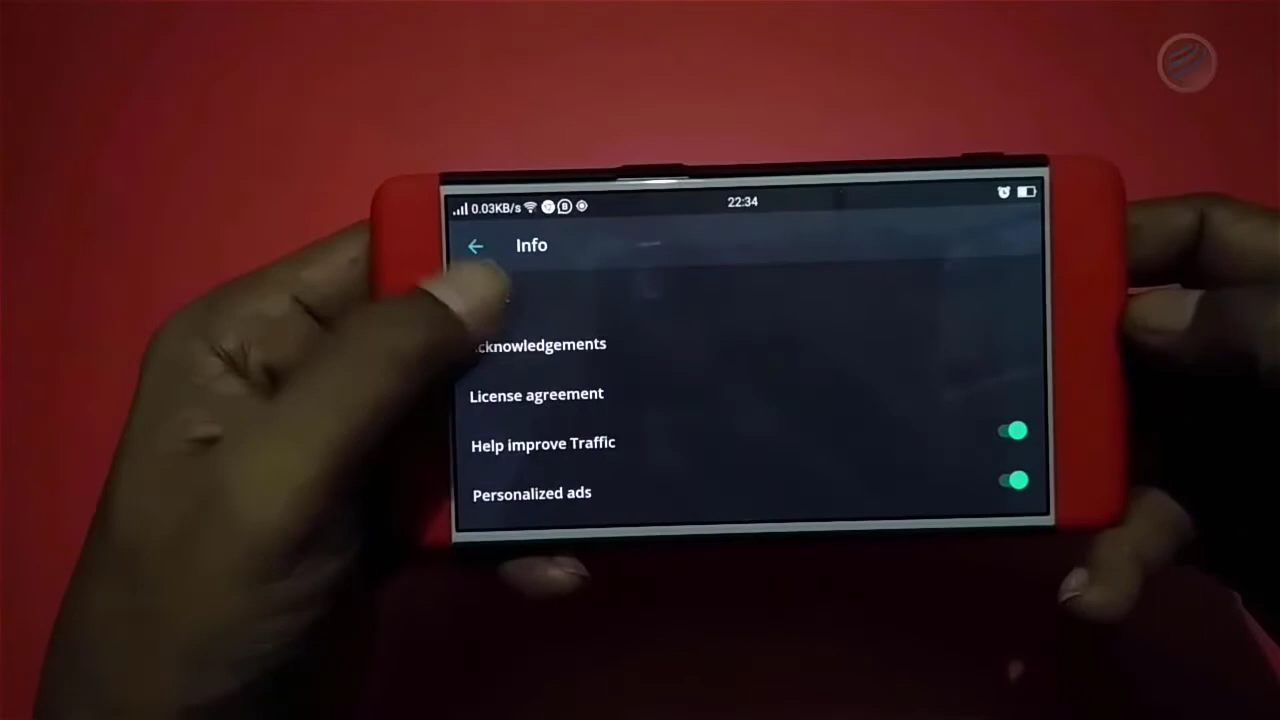 0.03KB/s B 22:34
Info
cknowledgements
License agreement
Help improve Traffic
Personalized ads